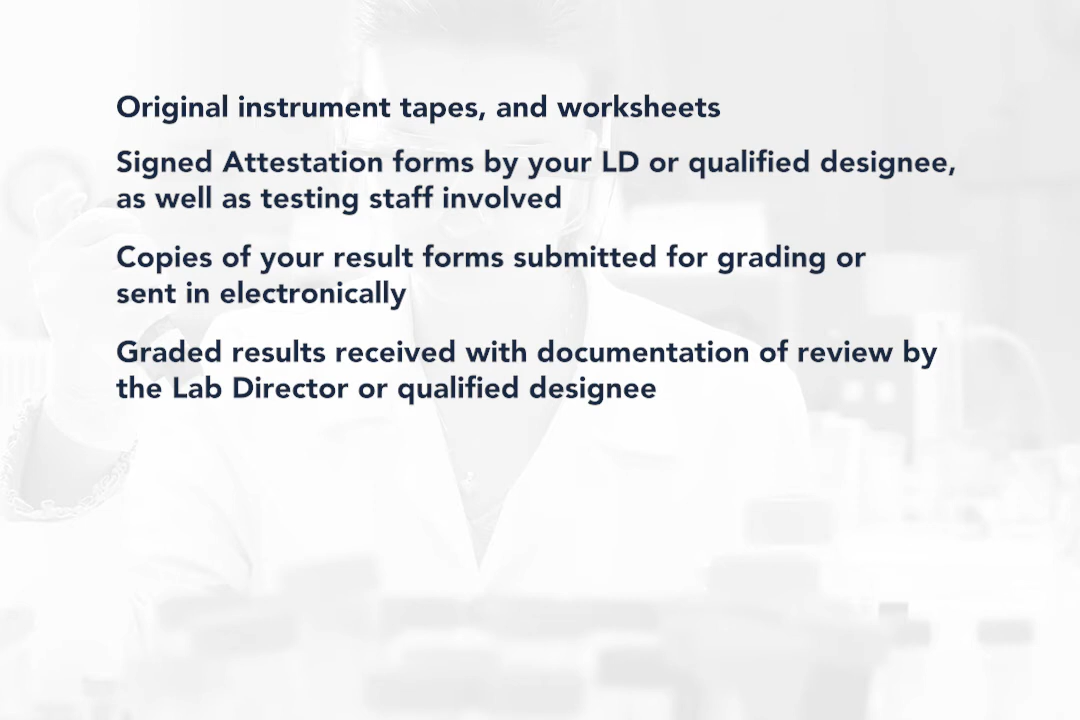 Original instrument tapes, and worksheets
Signed Attestation forms by your LD or qualified designee,
as well as testing staff involved
Copies of your result forms submitted for grading or
sent in electronically
Graded results received with documentation of review by
the Lab Director or qualified designee